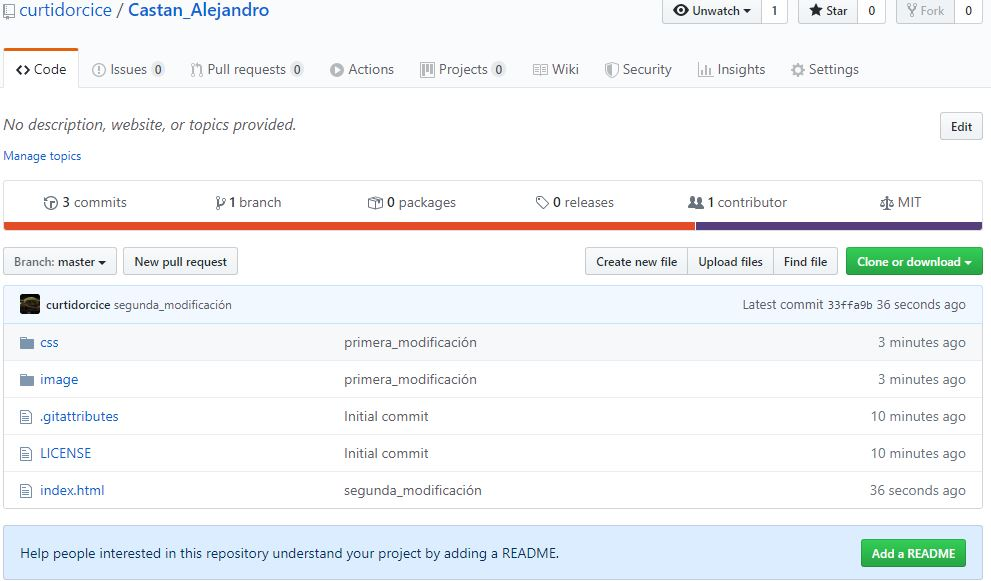 curtidorcice / Castan_Alejandro
Unwatch 1 Star 0 Fork 0
Code Issues 0 Pull requests 0 Actions Projects 0 Wiki Security Insights Settings
No description, website, or topics provided. Edit
Manage topics
3 commits 1 branch 0 packages 0 releases 1 contributor MIT
Branch: master New pull request Create new file Upload files Find file Clone or download
curtidorcice segunda_modificación Latest commit 33ffa9b 36 seconds ago
css primera_modificación 3 minutes ago
image primera_modificación 3 minutes ago
.gitattributes Initial commit 10 minutes ago
LICENSE Initial commit 10 minutes ago
index.html segunda_modificación 36 seconds ago
Help people interested in this repository understand your project by adding a README. Add a README